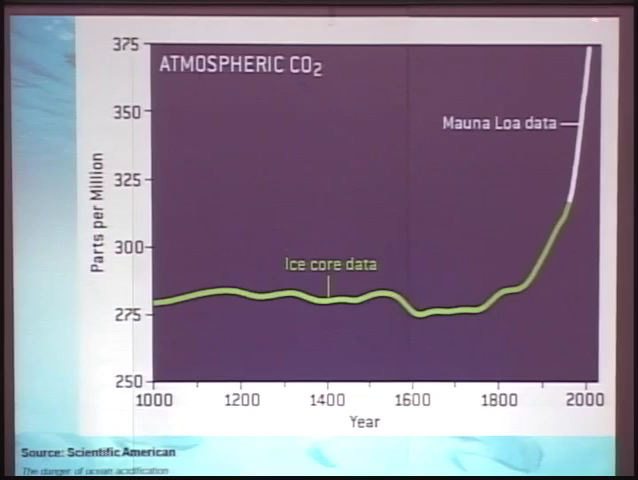 ATMOSPHERIC CO2
375
350
325
300
275
250
Parts per Million
Mauna Loa data
Ice core data
1000 1200 1400 1600 1800 2000
Year
Source: Scientific American
The danger of ocean acidification